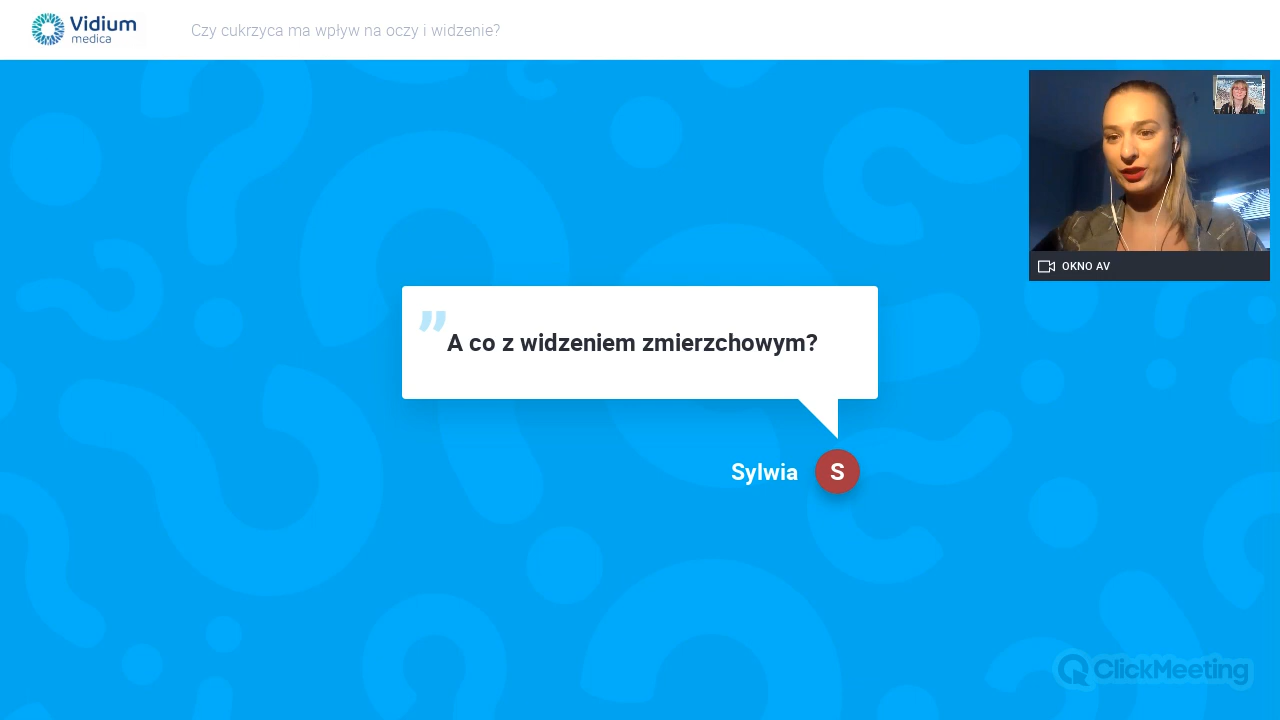 Vidium
medica
Czy cukrzyca ma wpływ na oczy i widzenie?
OKNO AV
” A co z widzeniem zmierzchowym?
Sylwia S
ClickMeeting